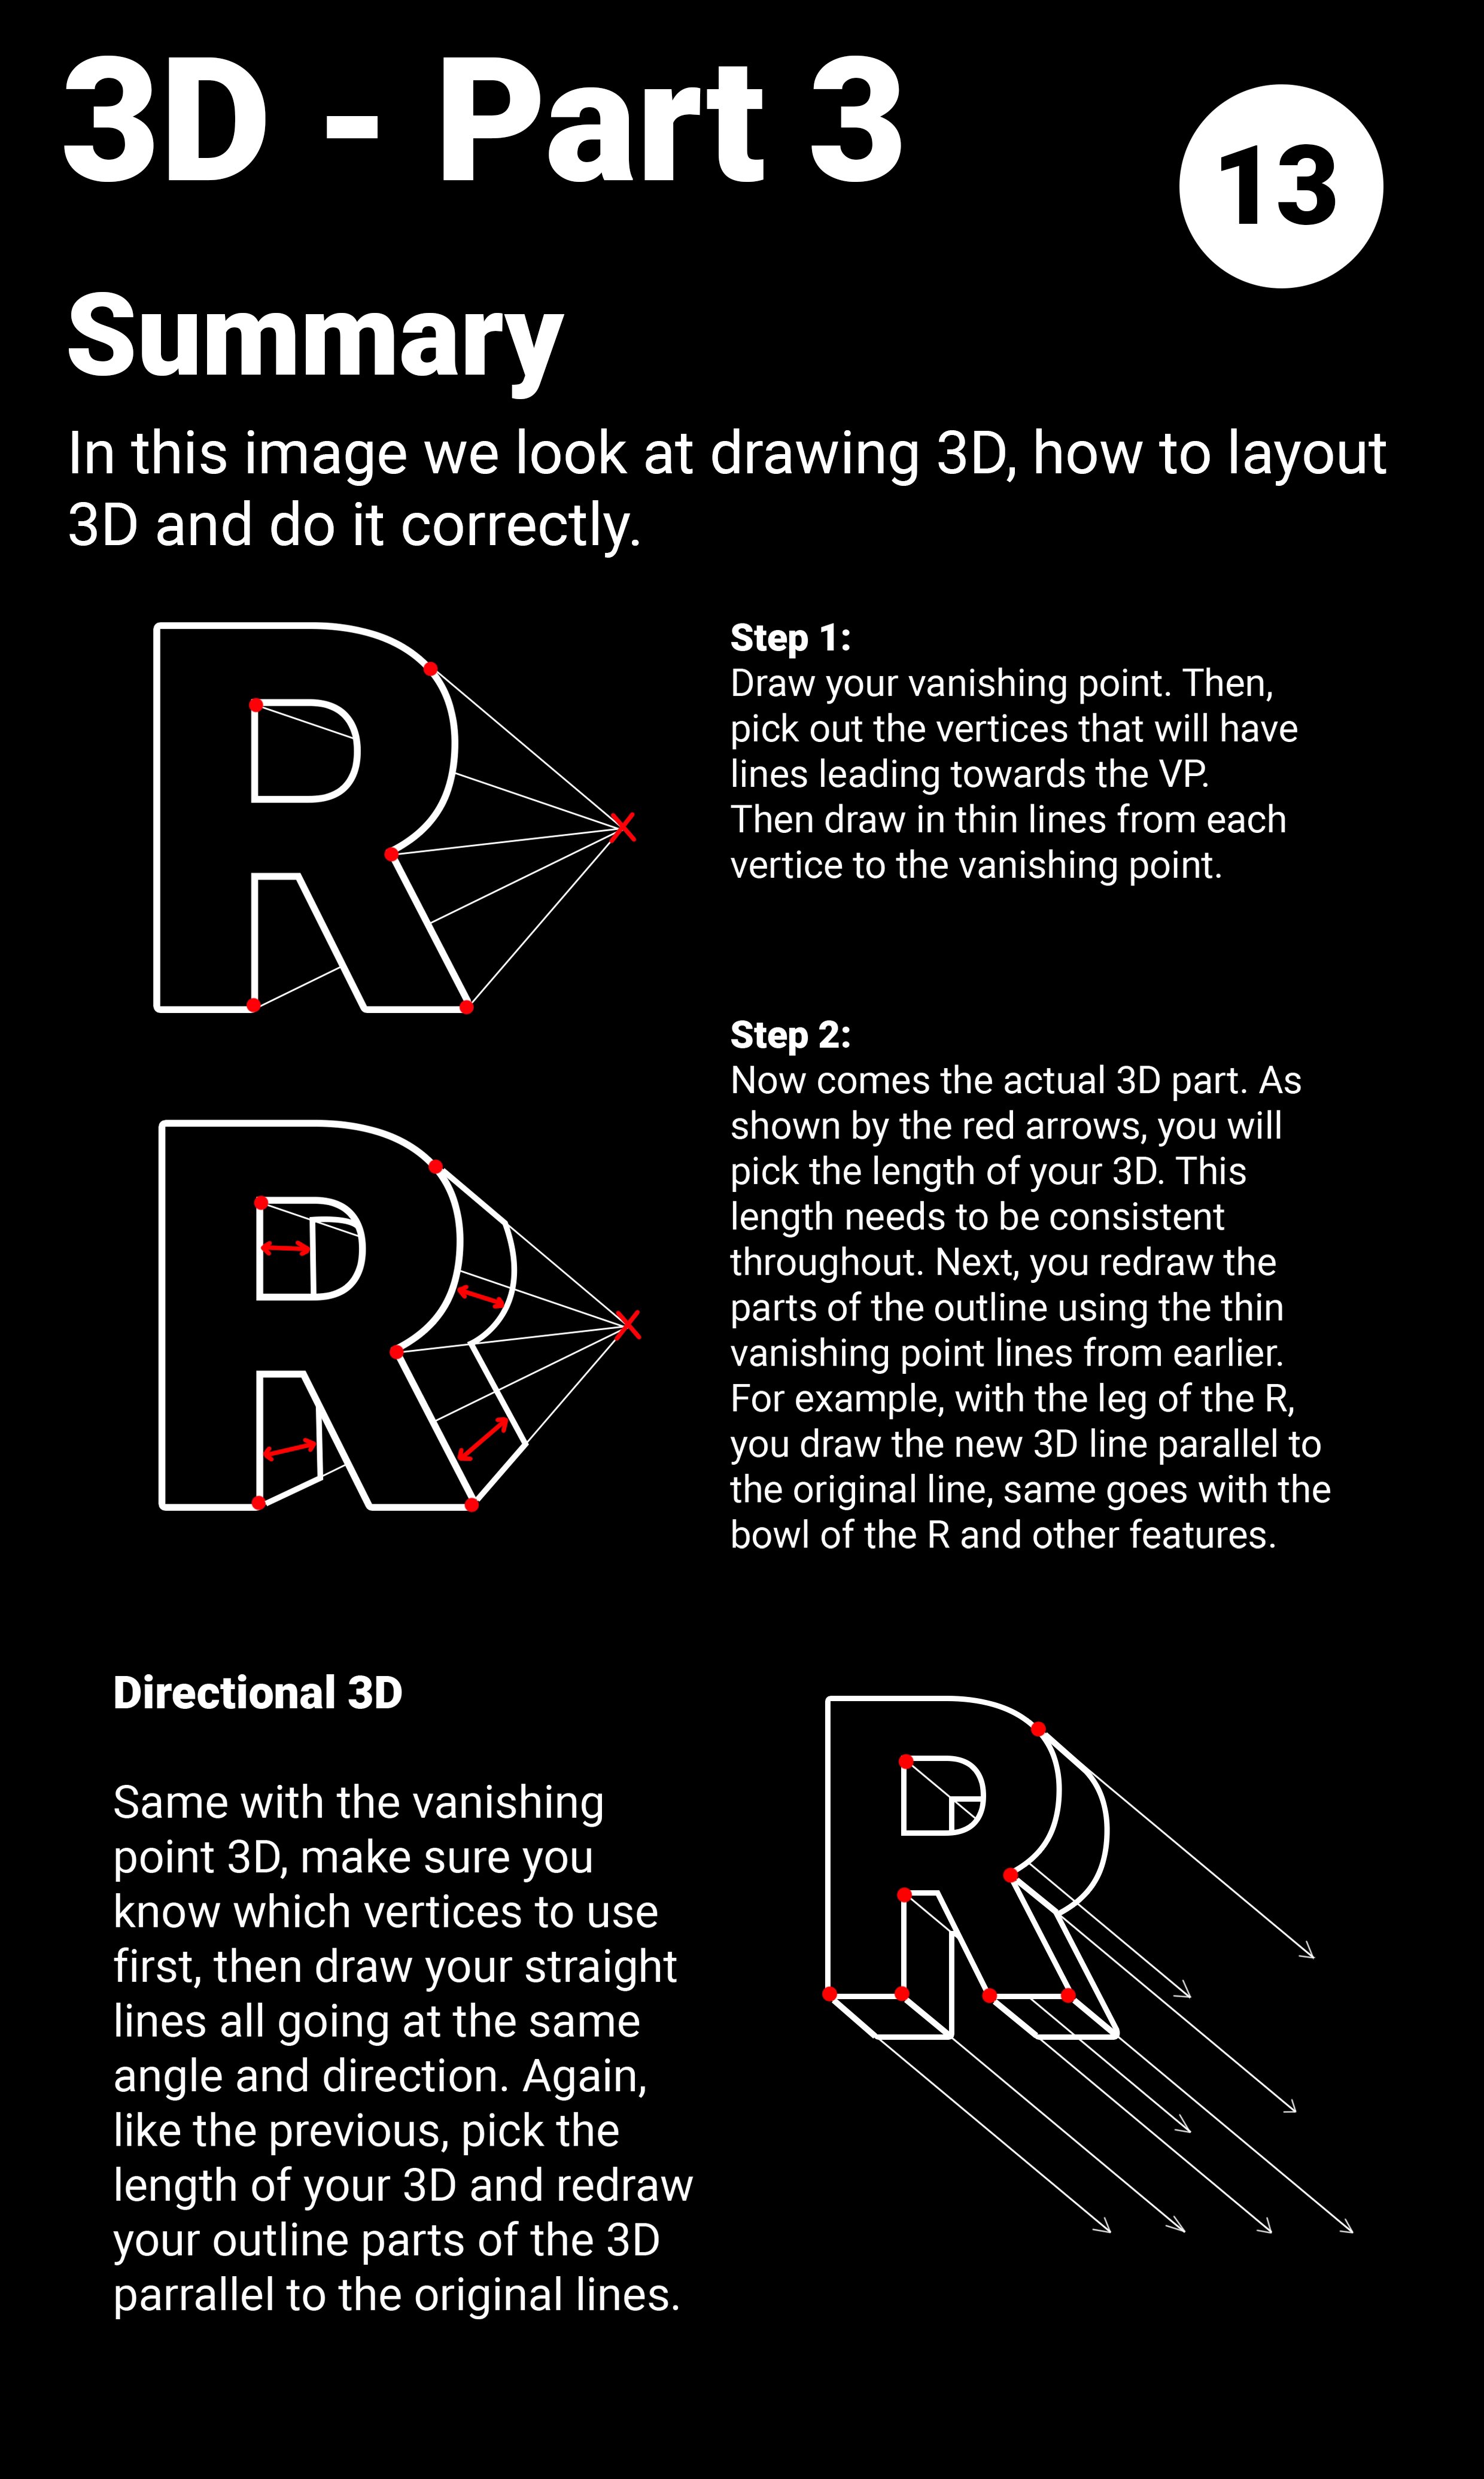 3D - Part 3
13
Summary
In this image we look at drawing 3D, how to layout
3D and do it correctly.
Step 1:
Draw your vanishing point. Then,
pick out the vertices that will have
lines leading towards the VP.
Then draw in thin lines from each
vertice to the vanishing point.
Step 2:
Now comes the actual 3D part. As
shown by the red arrows, you will
pick the length of your 3D. This
length needs to be consistent
throughout. Next, you redraw the
parts of the outline using the thin
vanishing point lines from earlier.
For example, with the leg of the R,
you draw the new 3D line parallel to
the original line, same goes with the
bowl of the R and other features.
Directional 3D
Same with the vanishing
point 3D, make sure you
know which vertices to use
first, then draw your straight
lines all going at the same
angle and direction. Again,
like the previous, pick the
length of your 3D and redraw
your outline parts of the 3D
parrallel to the original lines.
R
R
R